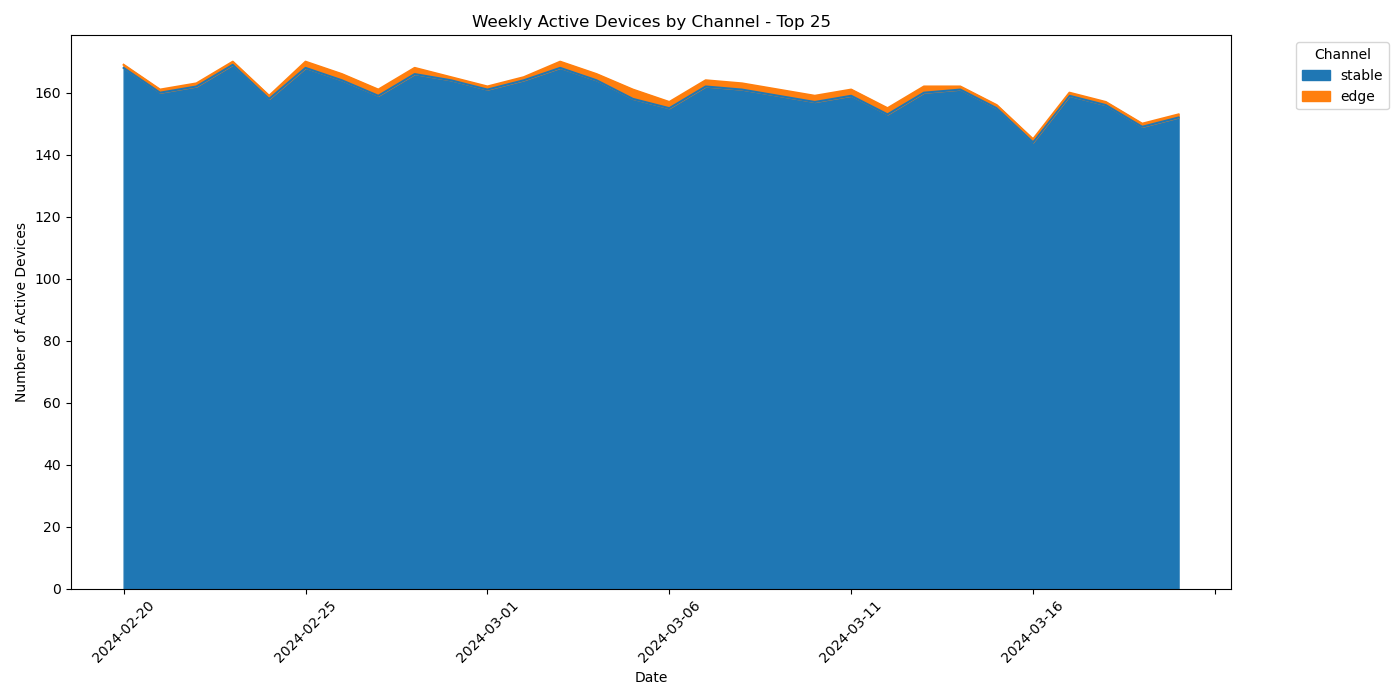 Weekly Active Devices by Channel - Top 25
Channel
stable
edge
Number of Active Devices
160
140
120
100
80
60
40
20
0
2024-02-20
2024-02-25
2024-03-01
2024-03-06
2024-03-11
2024-03-16
Date